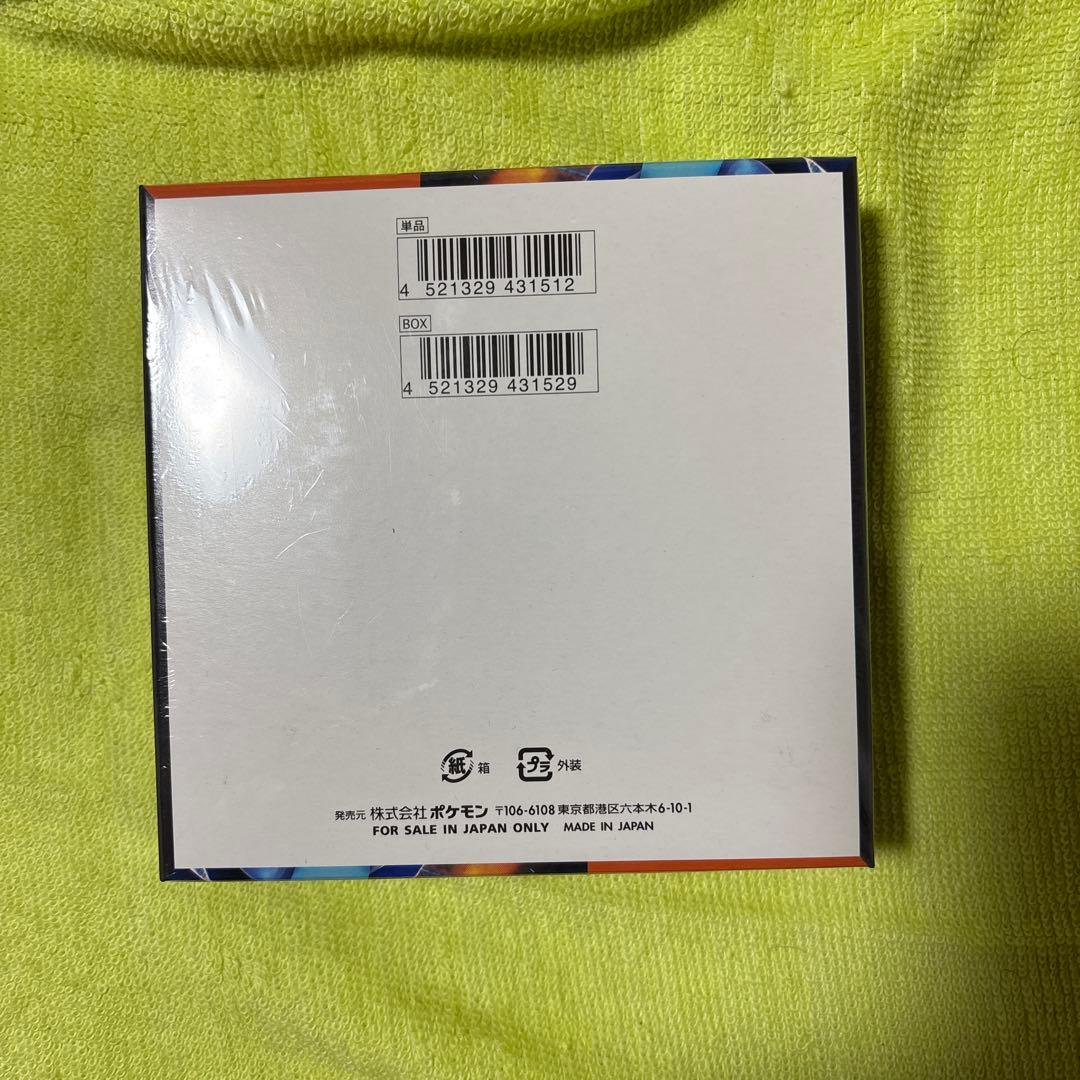 単品
4 521329 431512
BOX
4 521329 431529
紙 箱 プラ 外装
発売元 株式会社ポケモン 〒106-6108 東京都港区六本木6-10-1
FOR SALE IN JAPAN ONLY MADE IN JAPAN